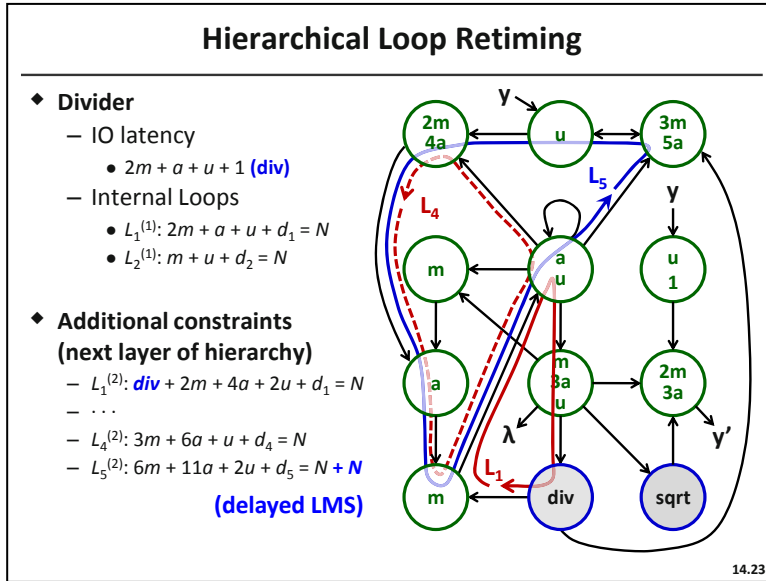 Hierarchical Loop Retiming
◆ Divider
– IO latency
• 2m + a + u + 1 (div)
– Internal Loops
• L₁⁽¹⁾: 2m + a + u + d₁ = N
• L₂⁽¹⁾: m + u + d₂ = N
◆ Additional constraints
(next layer of hierarchy)
– L₁⁽²⁾: div + 2m + 4a + 2u + d₁ = N
– · · ·
– L₄⁽²⁾: 3m + 6a + u + d₄ = N
– L₅⁽²⁾: 6m + 11a + 2u + d₅ = N + N
(delayed LMS)
y
2m
4a
u
3m
5a
L₅
L₄
y
m
a
u
u
1
a
m
3a
u
2m
3a
λ
y’
L₁
m
div
sqrt
14.23